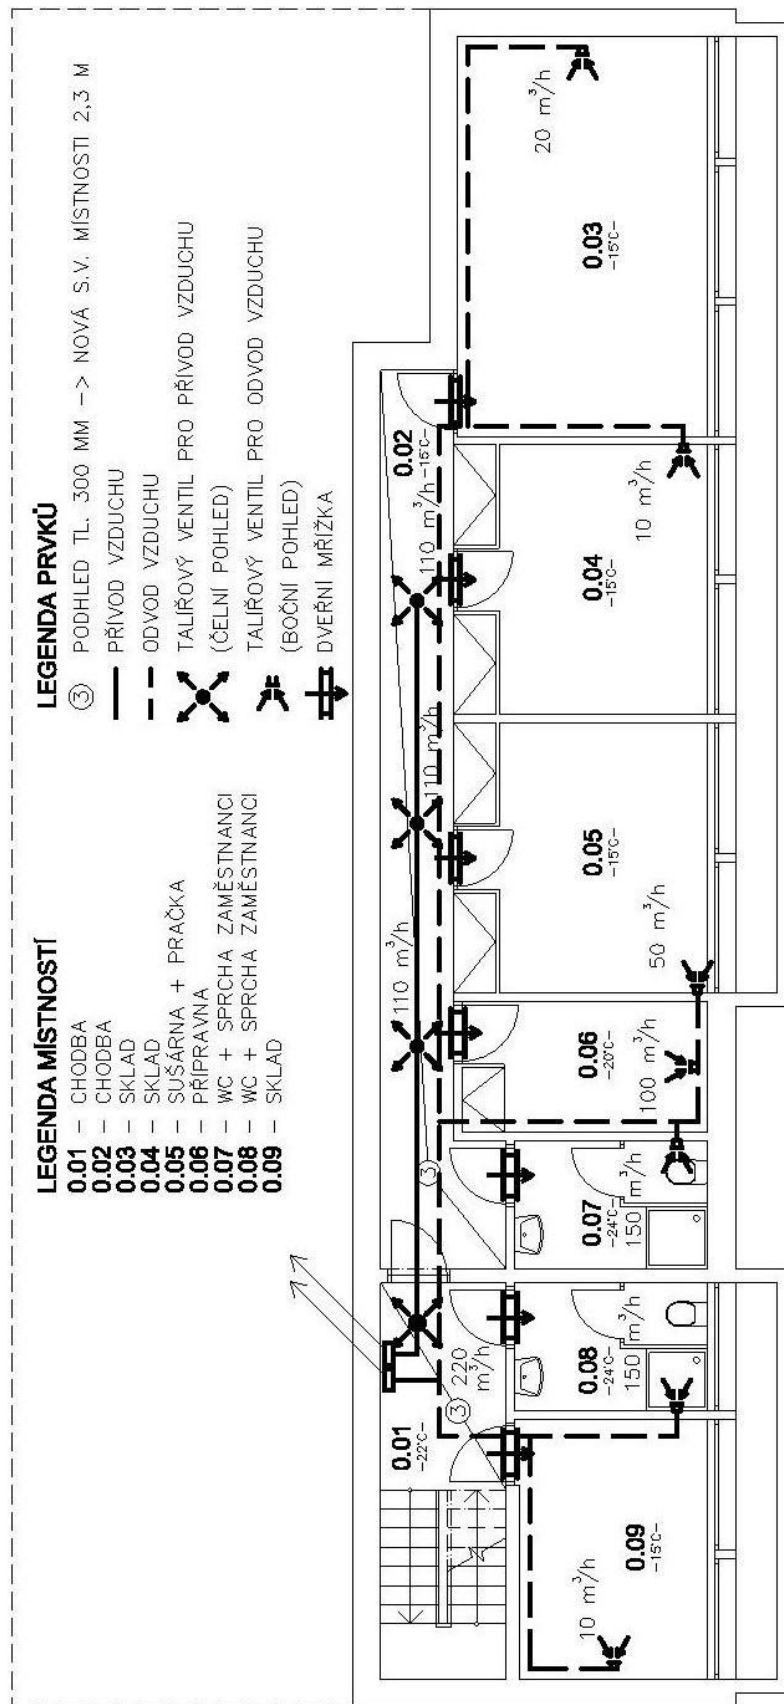 LEGENDA MÍSTNOSTÍ
0.01 – CHODBA
0.02 – CHODBA
0.03 – SKLAD
0.04 – SKLAD
0.05 – SUŠÁRNA + PRAČKA
0.06 – PŘÍPRAVNA
0.07 – WC + SPRCHA ZAMĚSTNANCI
0.08 – WC + SPRCHA ZAMĚSTNANCI
0.09 – SKLAD
LEGENDA PRVKŮ
3 PODHLED TL. 300 MM –> NOVÁ S.V. MÍSTNOSTI 2,3 M
PŘÍVOD VZDUCHU
ODVOD VZDUCHU
TALÍŘOVÝ VENTIL PRO PŘÍVOD VZDUCHU
(ČELNÍ POHLED)
TALÍŘOVÝ VENTIL PRO ODVOD VZDUCHU
(BOČNÍ POHLED)
DVEŘNÍ MŘÍŽKA
0.01
–22°C–
3
220
m³/h
3
110 m³/h
110 m³/h
110 m³/h
0.02
–15°C–
10 m³/h
0.09
–15°C–
0.08
–24°C–
150 m³/h
0.07
–24°C–
150 m³/h
0.06
–20°C–
100 m³/h
0.05
–15°C–
50 m³/h
0.04
–15°C–
10 m³/h
0.03
–15°C–
20 m³/h